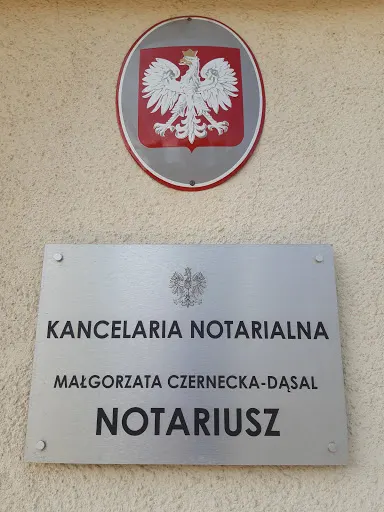 KANCELARIA NOTARIALNA
MAŁGORZATA CZERNECKA-DĄSAL
NOTARIUSZ